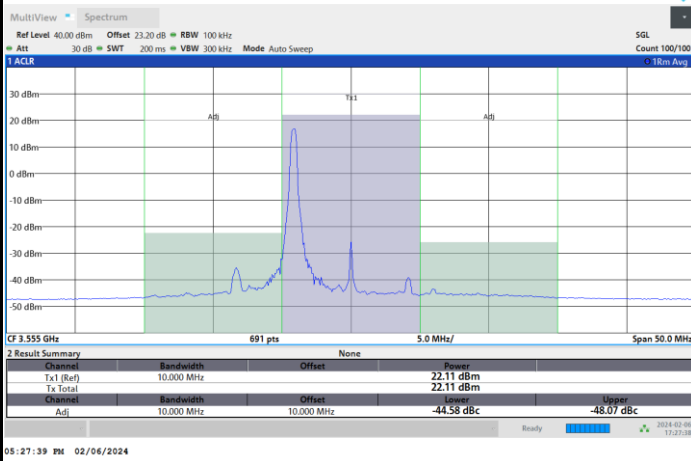 MultiView Spectrum
Ref Level 40.00 dBm Offset 23.20 dB RBW 100 kHz SGL
Att 30 dB SWT 200 ms VBW 300 kHz Mode Auto Sweep Count 100/100
1 ACLR 1Rm Avg
30 dBm
Tx1
20 dBm Adj Adj
10 dBm
0 dBm
-10 dBm
-20 dBm
-30 dBm
-40 dBm
-50 dBm
CF 3.555 GHz 691 pts 5.0 MHz/ Span 50.0 MHz
2 Result Summary None
Channel Bandwidth Offset Power
Tx1 (Ref) 10.000 MHz 22.11 dBm
Tx Total 22.11 dBm
Channel Bandwidth Offset Lower Upper
Adj 10.000 MHz 10.000 MHz -44.58 dBc -48.07 dBc
Ready 2024-02-06
17:27:38
05:27:39 PM 02/06/2024